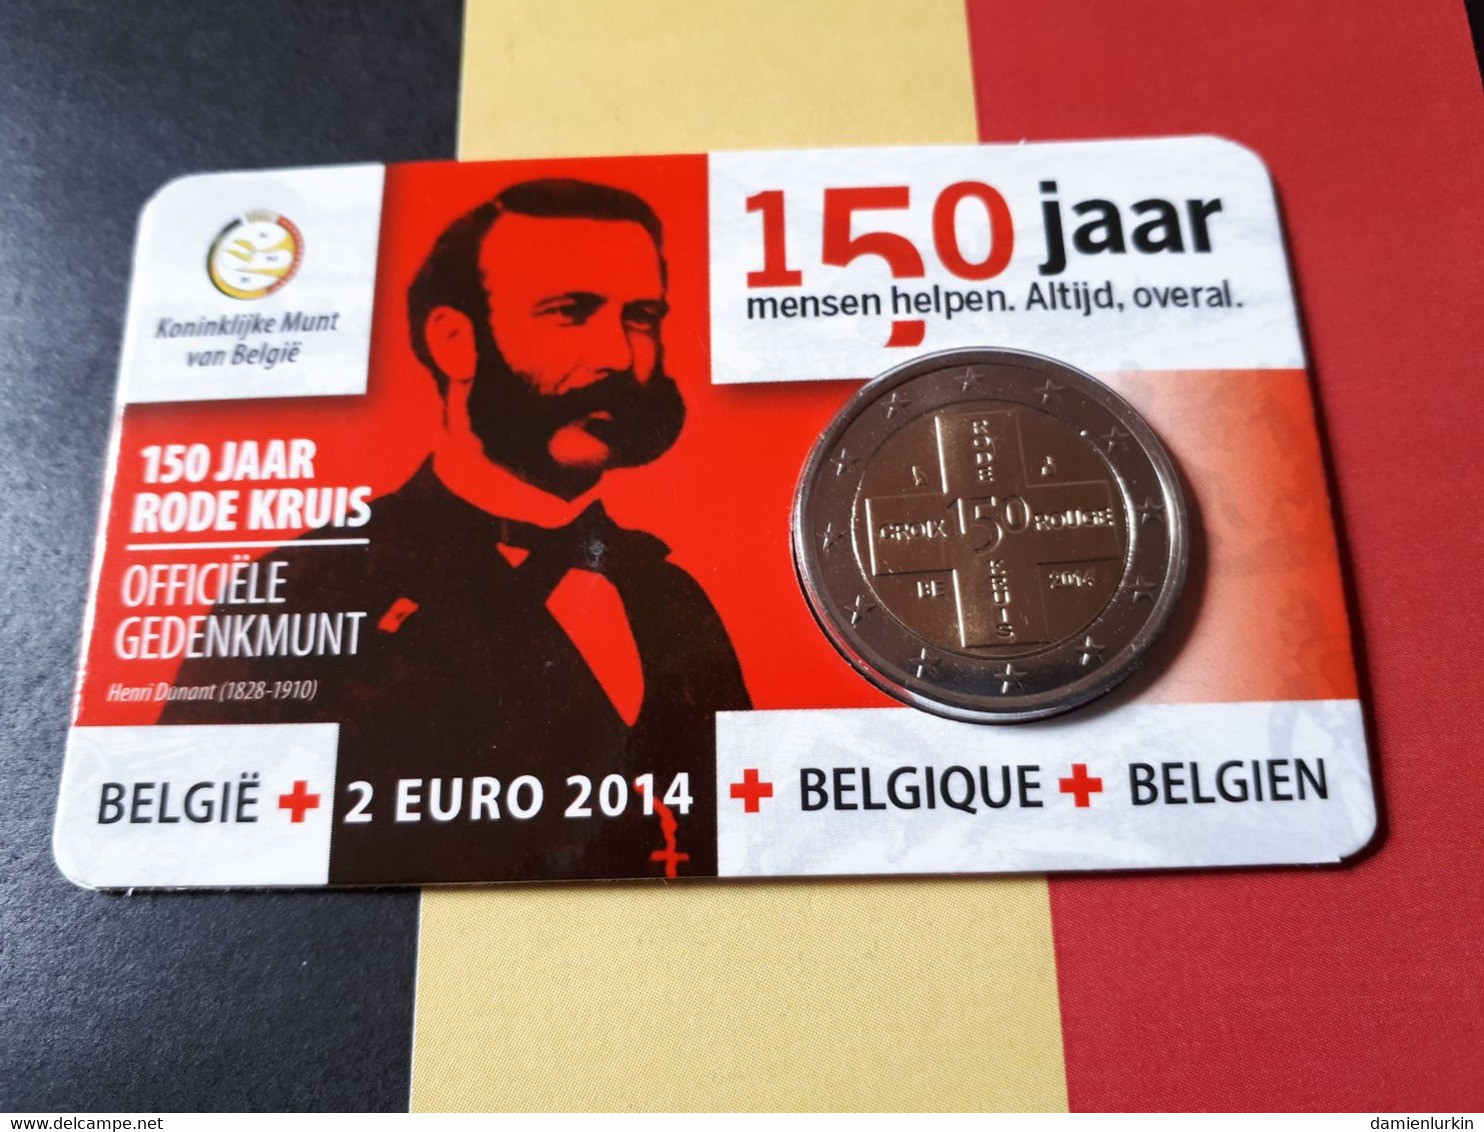 Koninklijke Munt
van België
150 jaar
mensen helpen. Altijd, overal.
150 JAAR
RODE KRUIS
OFFICIËLE
GEDENKMUNT
Henri Dunant (1828-1910)
RODE
CROIX 150 ROUGE
KRUIS
BE 2014
BELGIË + 2 EURO 2014 + BELGIQUE + BELGIEN
delcampe.net
damienlurkin